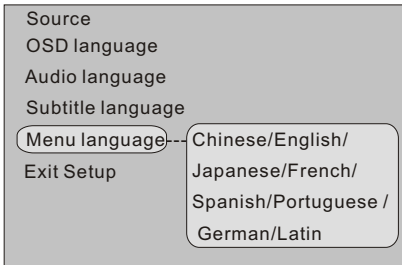 Source
OSD language
Audio language
Subtitle language
Menu language---Chinese/English/
Exit Setup Japanese/French/
Spanish/Portuguese /
German/Latin